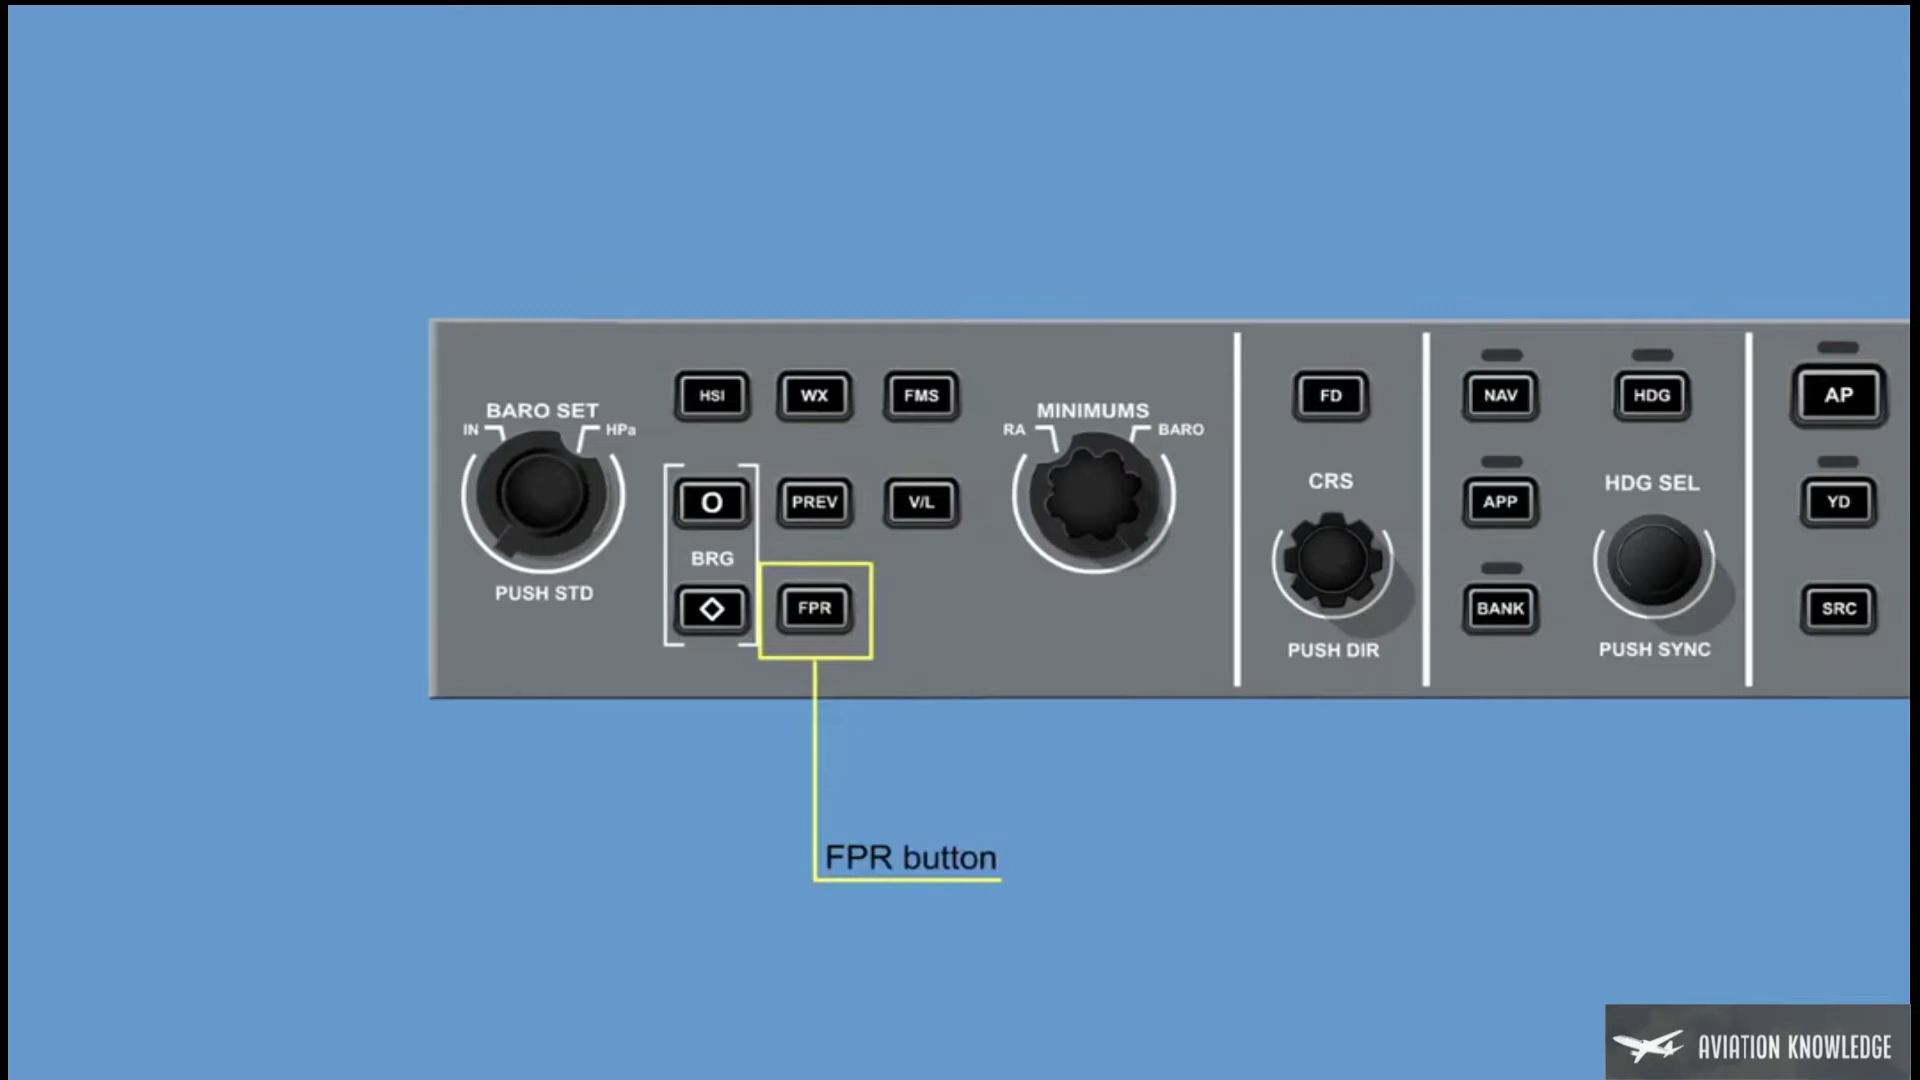 HSI WX FMS FD NAV HDG AP
BARO SET MINIMUMS
IN HPa RA BARO
CRS HDG SEL
O PREV V/L APP YD
BRG
PUSH STD
FPR BANK SRC
PUSH DIR PUSH SYNC
FPR button
AVIATION KNOWLEDGE